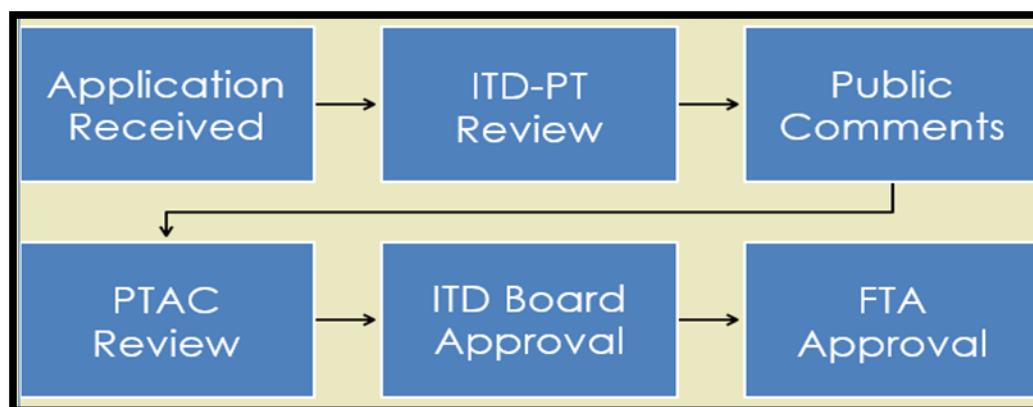 Application
Received
ITD-PT
Review
Public
Comments
PTAC
Review
ITD Board
Approval
FTA
Approval